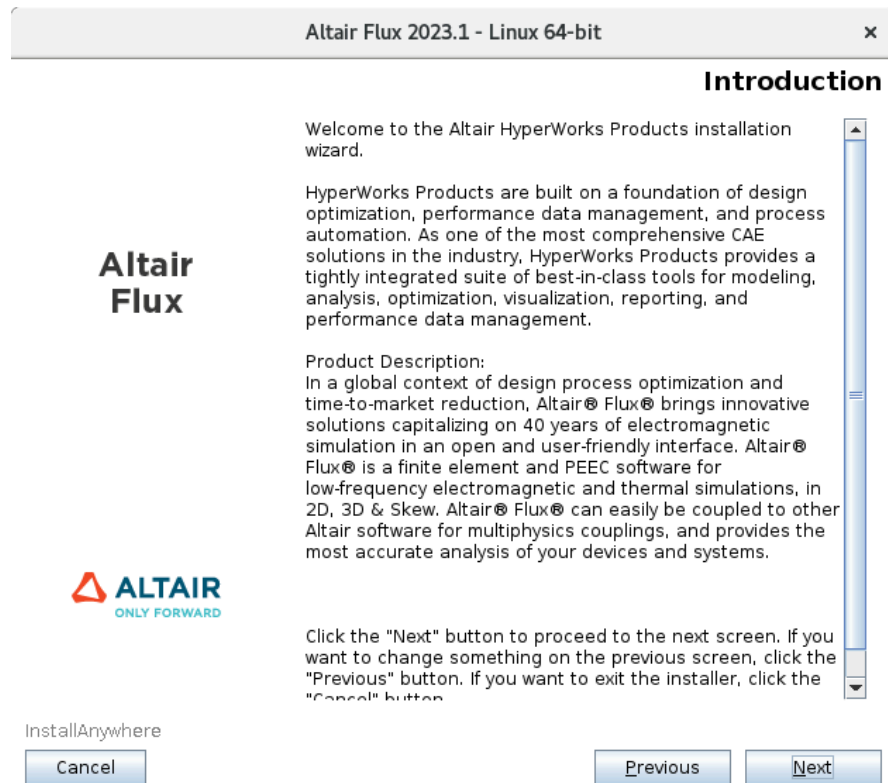 Altair Flux 2023.1 - Linux 64-bit
×
Introduction
Welcome to the Altair HyperWorks Products installation
wizard.
HyperWorks Products are built on a foundation of design
optimization, performance data management, and process
automation. As one of the most comprehensive CAE
solutions in the industry, HyperWorks Products provides a
tightly integrated suite of best-in-class tools for modeling,
analysis, optimization, visualization, reporting, and
performance data management.
Altair
Flux
Product Description:
In a global context of design process optimization and
time-to-market reduction, Altair® Flux® brings innovative
solutions capitalizing on 40 years of electromagnetic
simulation in an open and user-friendly interface. Altair®
Flux® is a finite element and PEEC software for
low-frequency electromagnetic and thermal simulations, in
2D, 3D & Skew. Altair® Flux® can easily be coupled to other
Altair software for multiphysics couplings, and provides the
most accurate analysis of your devices and systems.
ALTAIR
ONLY FORWARD
Click the "Next" button to proceed to the next screen. If you
want to change something on the previous screen, click the
"Previous" button. If you want to exit the installer, click the
"Cancel" button
InstallAnywhere
Cancel
Previous
Next